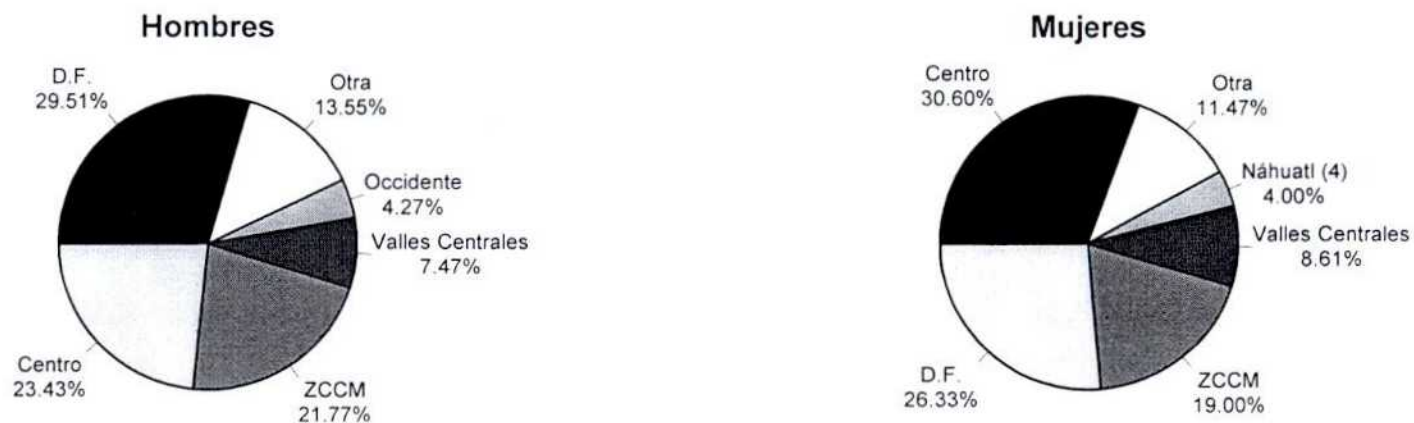 Hombres
D.F.
29.51%
Otra
13.55%
Occidente
4.27%
Valles Centrales
7.47%
ZCCM
21.77%
Centro
23.43%
Mujeres
Centro
30.60%
Otra
11.47%
Náhuatl (4)
4.00%
Valles Centrales
8.61%
ZCCM
19.00%
D.F.
26.33%